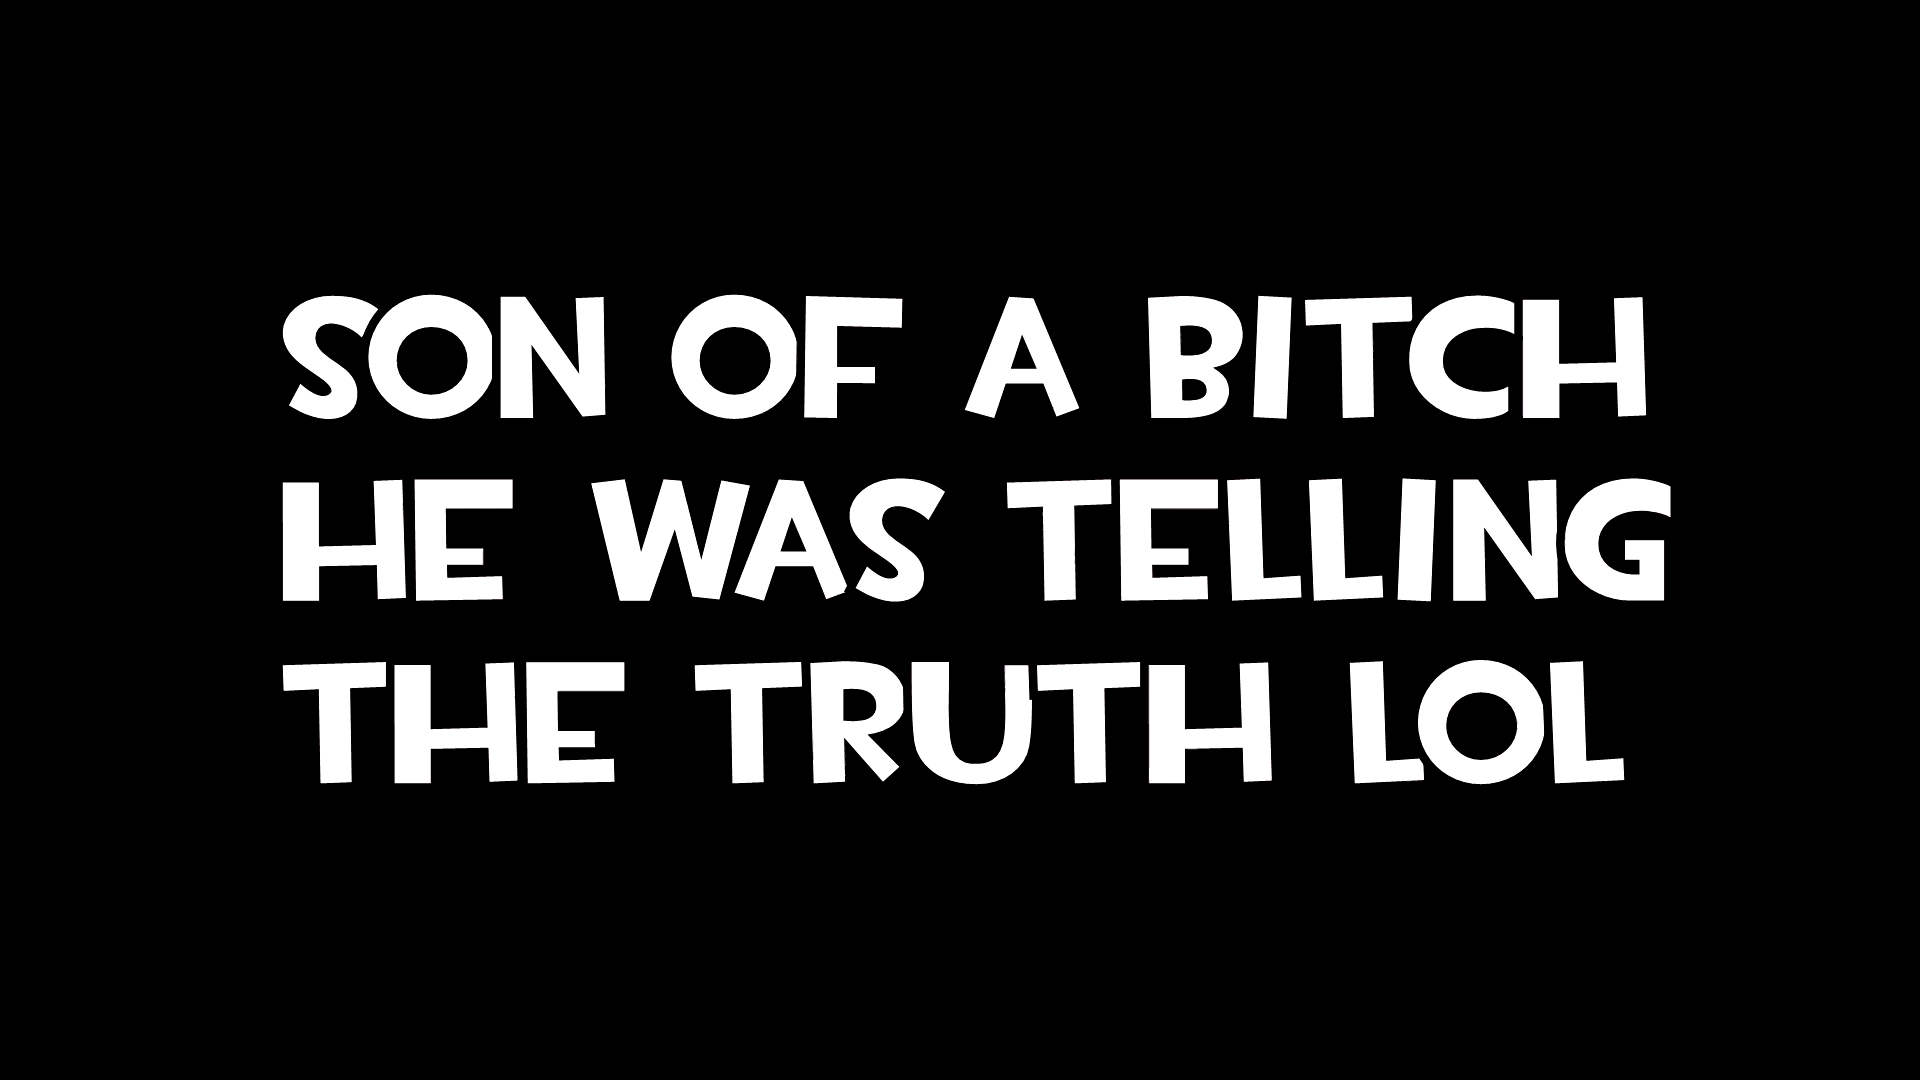 SON OF A BITCH
HE WAS TELLING
THE TRUTH LOL